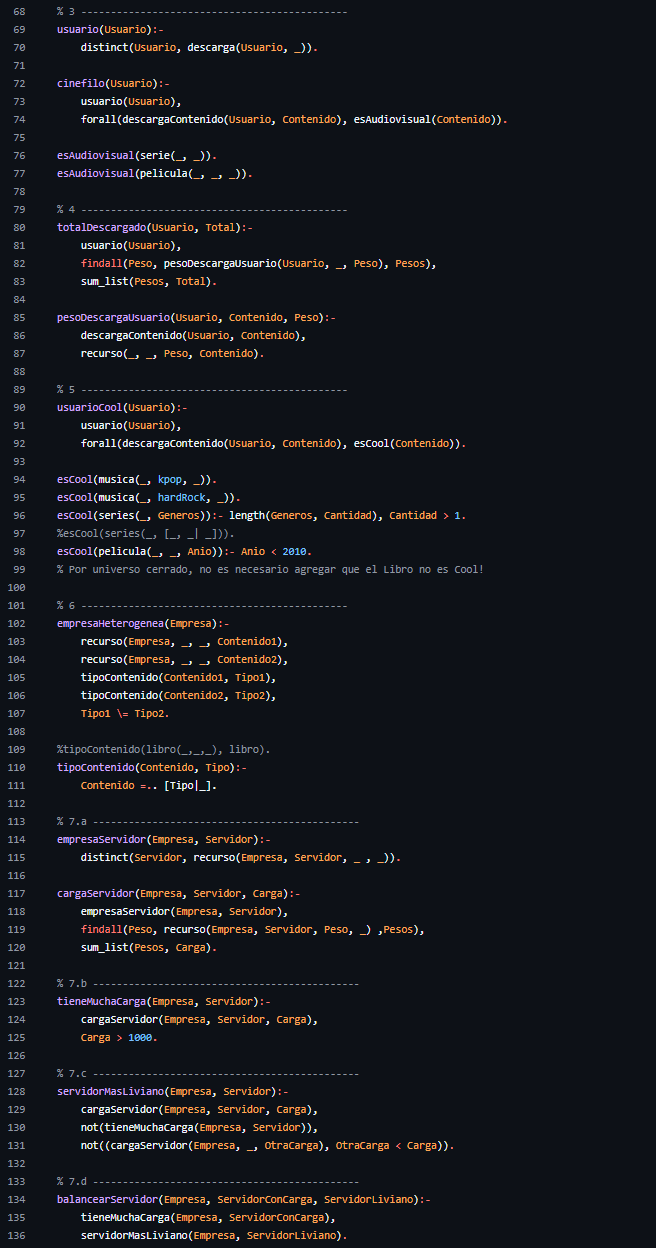 68 % 3 ---------------------------------------------
69 usuario(Usuario):-
70     distinct(Usuario, descarga(Usuario, _)).
71
72 cinefilo(Usuario):-
73     usuario(Usuario),
74     forall(descargaContenido(Usuario, Contenido), esAudiovisual(Contenido)).
75
76 esAudiovisual(serie(_, _)).
77 esAudiovisual(pelicula(_, _, _)).
78
79 % 4 ---------------------------------------------
80 totalDescargado(Usuario, Total):-
81     usuario(Usuario),
82     findall(Peso, pesoDescargaUsuario(Usuario, _, Peso), Pesos),
83     sum_list(Pesos, Total).
84
85 pesoDescargaUsuario(Usuario, Contenido, Peso):-
86     descargaContenido(Usuario, Contenido),
87     recurso(_, _, Peso, Contenido).
88
89 % 5 ---------------------------------------------
90 usuarioCool(Usuario):-
91     usuario(Usuario),
92     forall(descargaContenido(Usuario, Contenido), esCool(Contenido)).
93
94 esCool(musica(_, kpop, _)).
95 esCool(musica(_, hardRock, _)).
96 esCool(series(_, Generos)):- length(Generos, Cantidad), Cantidad > 1.
97 %esCool(series(_, [_, _| _])).
98 esCool(pelicula(_, _, Anio)):- Anio < 2010.
99 % Por universo cerrado, no es necesario agregar que el Libro no es Cool!
100
101 % 6 ---------------------------------------------
102 empresaHeterogenea(Empresa):-
103     recurso(Empresa, _, _, Contenido1),
104     recurso(Empresa, _, _, Contenido2),
105     tipoContenido(Contenido1, Tipo1),
106     tipoContenido(Contenido2, Tipo2),
107     Tipo1 \= Tipo2.
108
109 %tipoContenido(libro(_,_,_), libro).
110 tipoContenido(Contenido, Tipo):-
111     Contenido =.. [Tipo|_].
112
113 % 7.a ---------------------------------------------
114 empresaServidor(Empresa, Servidor):-
115     distinct(Servidor, recurso(Empresa, Servidor, _ , _)).
116
117 cargaServidor(Empresa, Servidor, Carga):-
118     empresaServidor(Empresa, Servidor),
119     findall(Peso, recurso(Empresa, Servidor, Peso, _) ,Pesos),
120     sum_list(Pesos, Carga).
121
122 % 7.b ---------------------------------------------
123 tieneMuchaCarga(Empresa, Servidor):-
124     cargaServidor(Empresa, Servidor, Carga),
125     Carga > 1000.
126
127 % 7.c ---------------------------------------------
128 servidorMasLiviano(Empresa, Servidor):-
129     cargaServidor(Empresa, Servidor, Carga),
130     not(tieneMuchaCarga(Empresa, Servidor)),
131     not((cargaServidor(Empresa, _, OtraCarga), OtraCarga < Carga)).
132
133 % 7.d ---------------------------------------------
134 balancearServidor(Empresa, ServidorConCarga, ServidorLiviano):-
135     tieneMuchaCarga(Empresa, ServidorConCarga),
136     servidorMasLiviano(Empresa, ServidorLiviano).